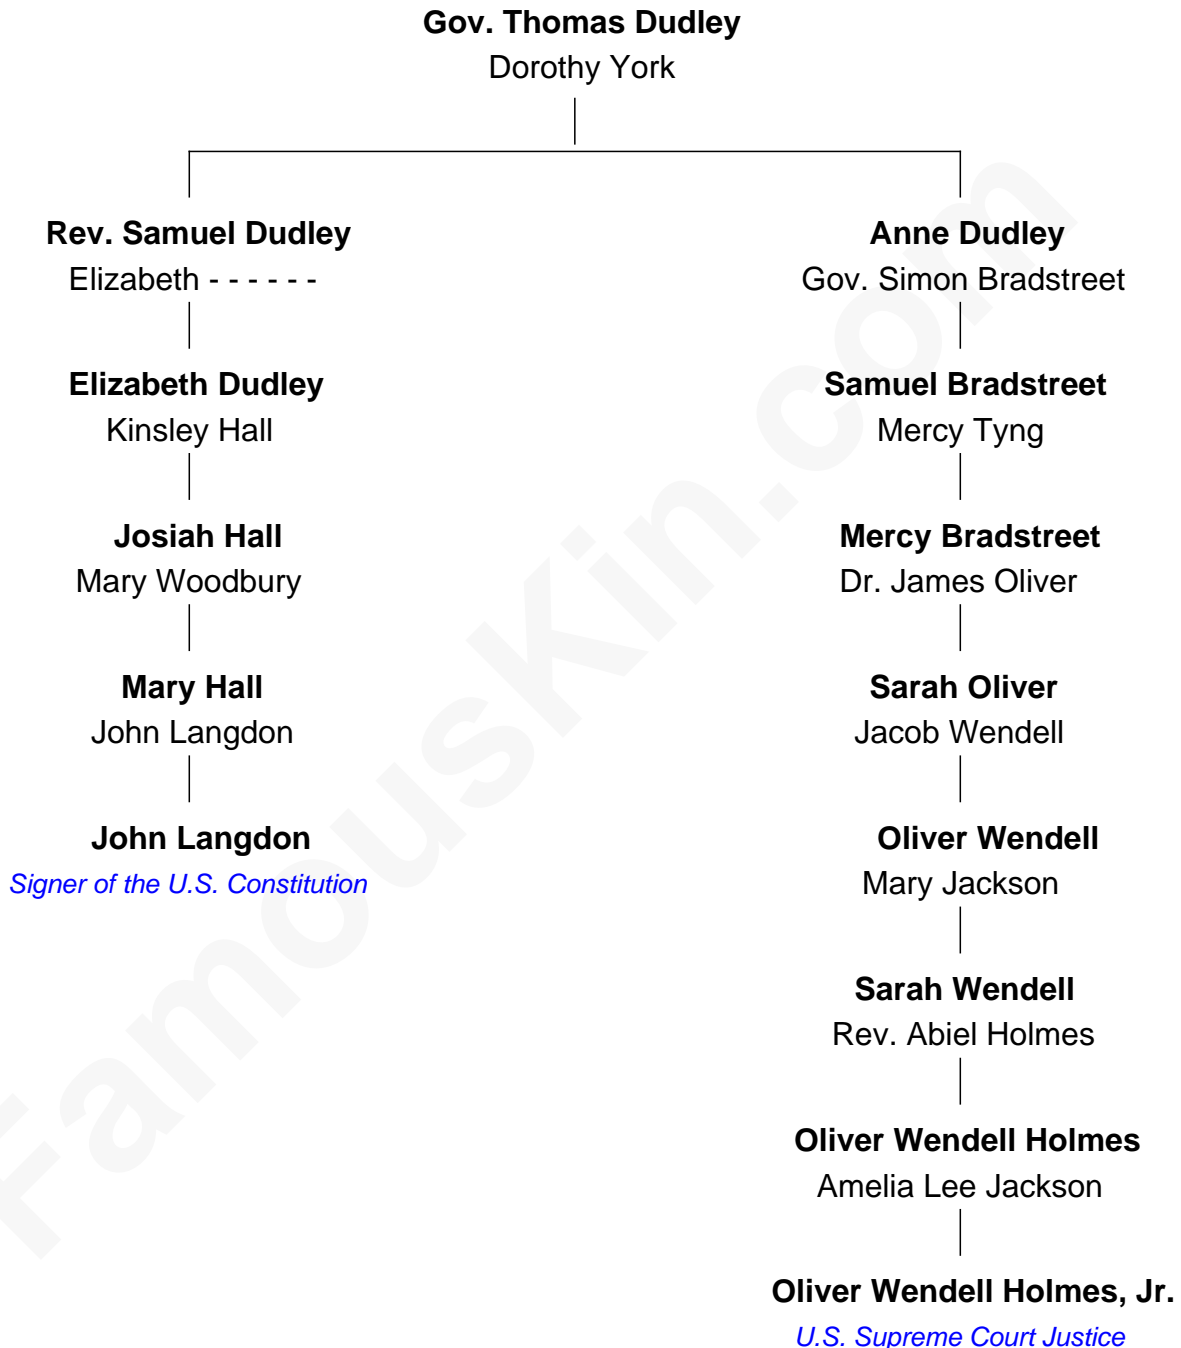 Gov. Thomas Dudley
Dorothy York
Rev. Samuel Dudley
Elizabeth - - - - - -
Elizabeth Dudley
Kinsley Hall
Josiah Hall
Mary Woodbury
Mary Hall
John Langdon
John Langdon
Signer of the U.S. Constitution
Anne Dudley
Gov. Simon Bradstreet
Samuel Bradstreet
Mercy Tyng
Mercy Bradstreet
Dr. James Oliver
Sarah Oliver
Jacob Wendell
Oliver Wendell
Mary Jackson
Sarah Wendell
Rev. Abiel Holmes
Oliver Wendell Holmes
Amelia Lee Jackson
Oliver Wendell Holmes, Jr.
U.S. Supreme Court Justice
FamousKin.com